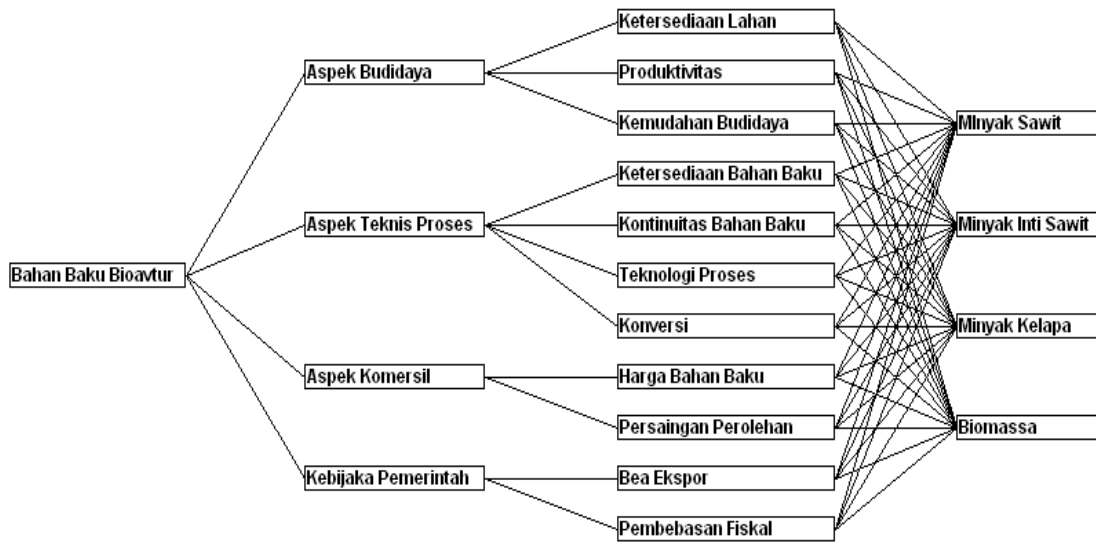 Bahan Baku Bioavtur
Aspek Budidaya
Aspek Teknis Proses
Aspek Komersil
Kebijaka Pemerintah
Ketersediaan Lahan
Produktivitas
Kemudahan Budidaya
Ketersediaan Bahan Baku
Kontinuitas Bahan Baku
Teknologi Proses
Konversi
Harga Bahan Baku
Persaingan Perolehan
Bea Ekspor
Pembebasan Fiskal
MInyak Sawit
Minyak Inti Sawit
Minyak Kelapa
Biomassa